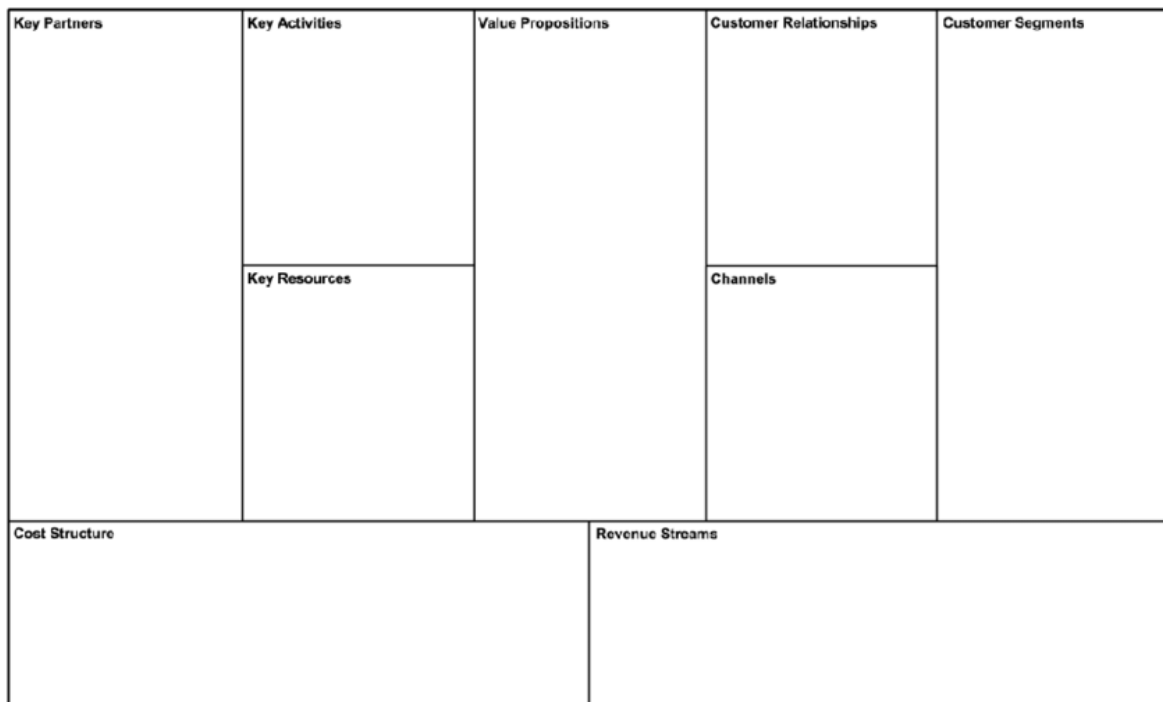 Key Partners
Key Activities
Value Propositions
Customer Relationships
Customer Segments
Key Resources
Channels
Cost Structure
Revenue Streams